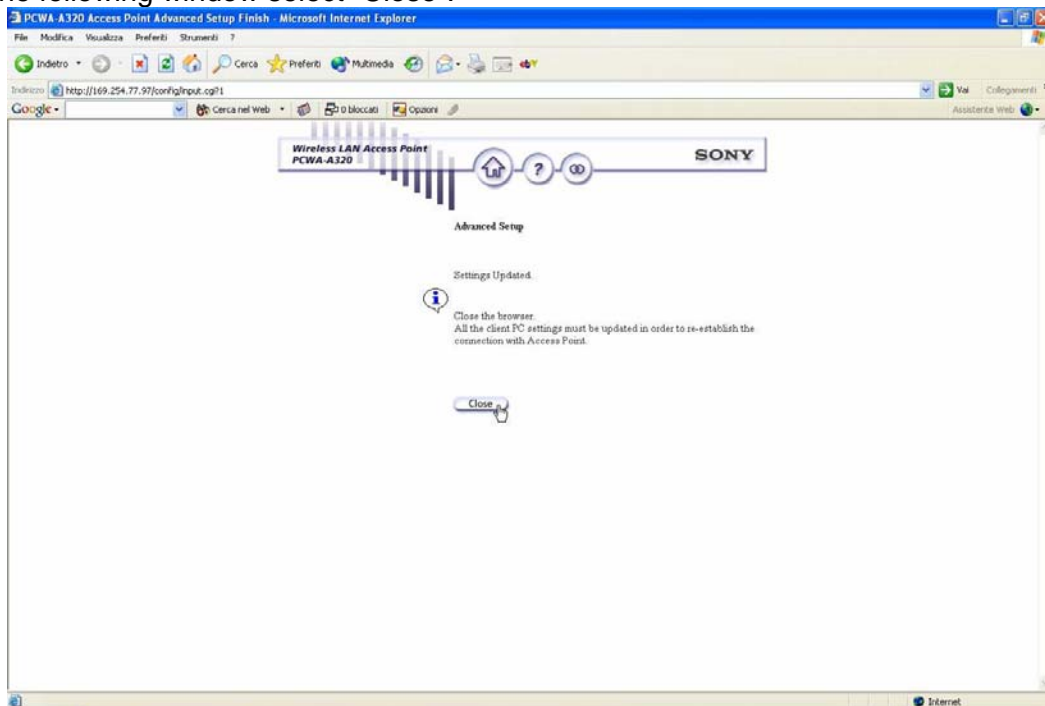 he following window select "Close".
PCWA-A320 Access Point Advanced Setup Finish - Microsoft Internet Explorer
File Modifica Visualizza Preferiti Strumenti ?
Indietro Cerca Preferiti Multimedia
Indirizzo http://169.254.77.97/config/input.cgi?1 Vai Collegamenti
Google Cerca nel Web 0 bloccati Opzioni Assistente Web
Wireless LAN Access Point
PCWA-A320
SONY
?
Advanced Setup
Settings Updated.
i
Close the browser.
All the client PC settings must be updated in order to re-establish the
connection with Access Point.
Close
Internet